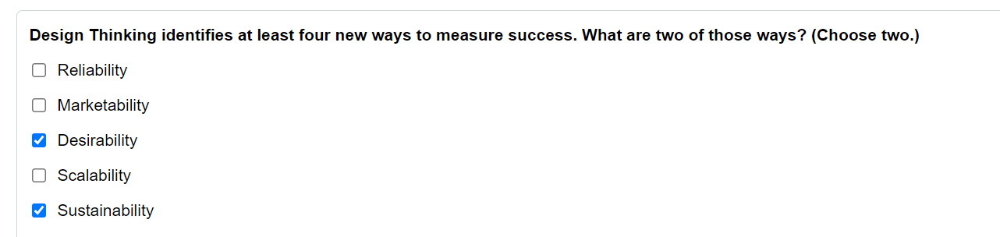 Design Thinking identifies at least four new ways to measure success. What are two of those ways? (Choose two.)
Reliability
Marketability
Desirability
Scalability
Sustainability